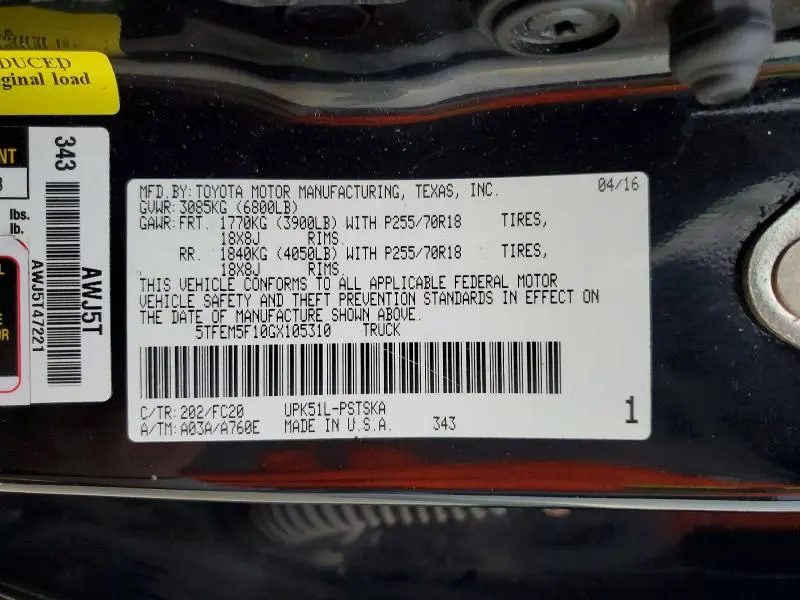 DUCED
ginal load
NT
lbs.
lb.
343
AWJ5T47221
AWJ5T
MFD.BY: TOYOTA MOTOR MANUFACTURING, TEXAS, INC. 04/16
GVWR: 3085KG (6800LB)
GAWR: FRT. 1770KG (3900LB) WITH P255/70R18 TIRES,
18X8J RIMS.
RR. 1840KG (4050LB) WITH P255/70R18 TIRES,
18X8J RIMS.
THIS VEHICLE CONFORMS TO ALL APPLICABLE FEDERAL MOTOR
VEHICLE SAFETY AND THEFT PREVENTION STANDARDS IN EFFECT ON
THE DATE OF MANUFACTURE SHOWN ABOVE.
5TFEM5F10GX105310 TRUCK
C/TR: 202/FC20 UPK51L-PSTSKA
A/TM: A03A/A760E MADE IN U.S.A. 343
1